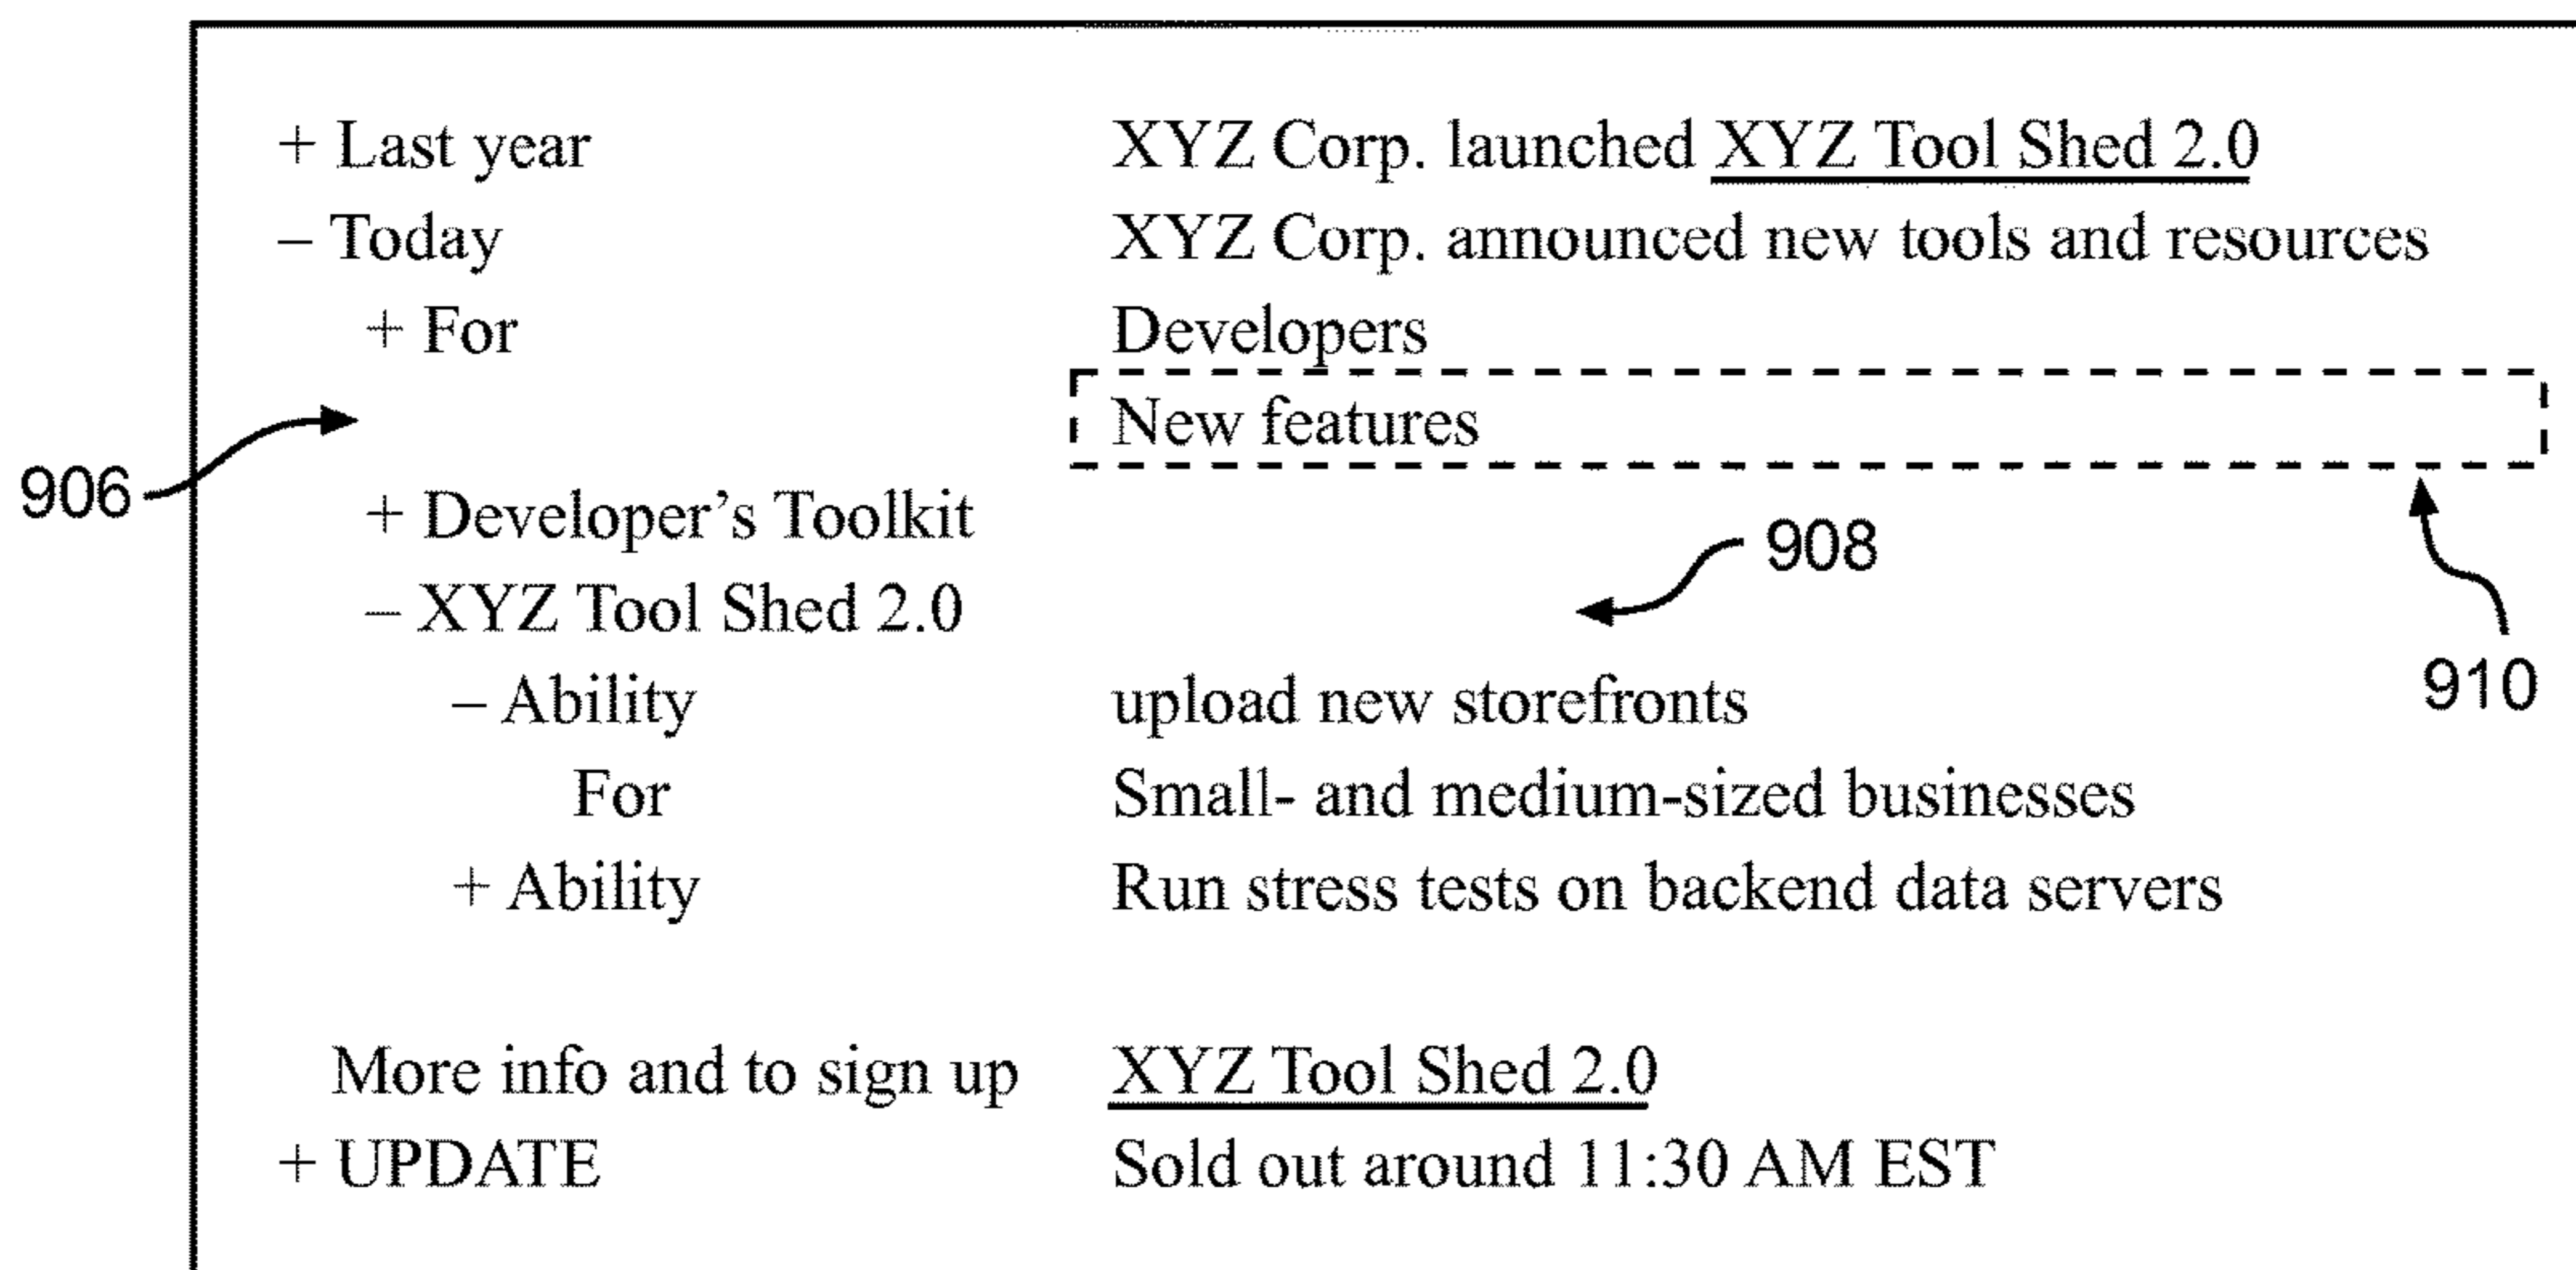 + Last year XYZ Corp. launched XYZ Tool Shed 2.0
– Today XYZ Corp. announced new tools and resources
+ For Developers
New features
906
+ Developer’s Toolkit
908
– XYZ Tool Shed 2.0
– Ability upload new storefronts
910
For Small- and medium-sized businesses
+ Ability Run stress tests on backend data servers
More info and to sign up XYZ Tool Shed 2.0
+ UPDATE Sold out around 11:30 AM EST